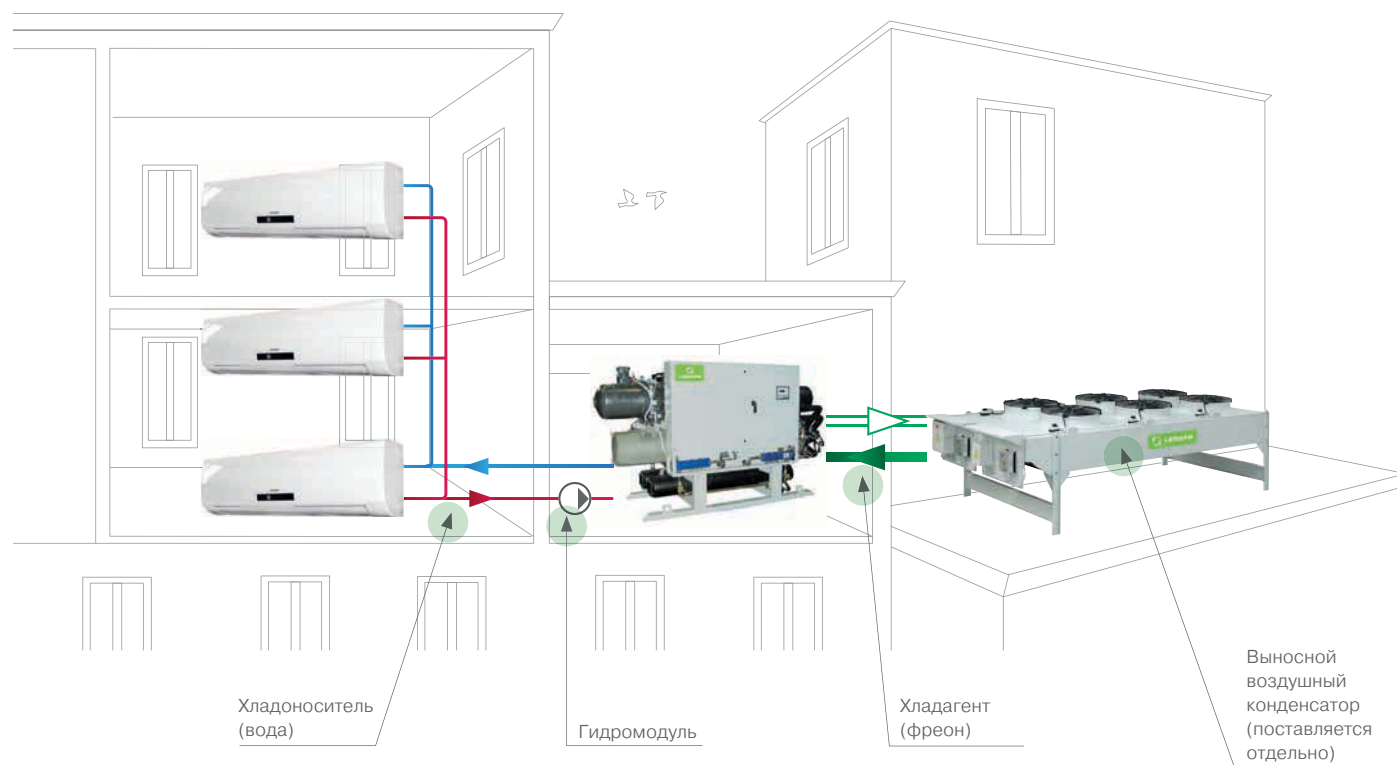 Хладоноситель
(вода)
Гидромодуль
Хладагент
(фреон)
Выносной
воздушный
конденсатор
(поставляется
отдельно)